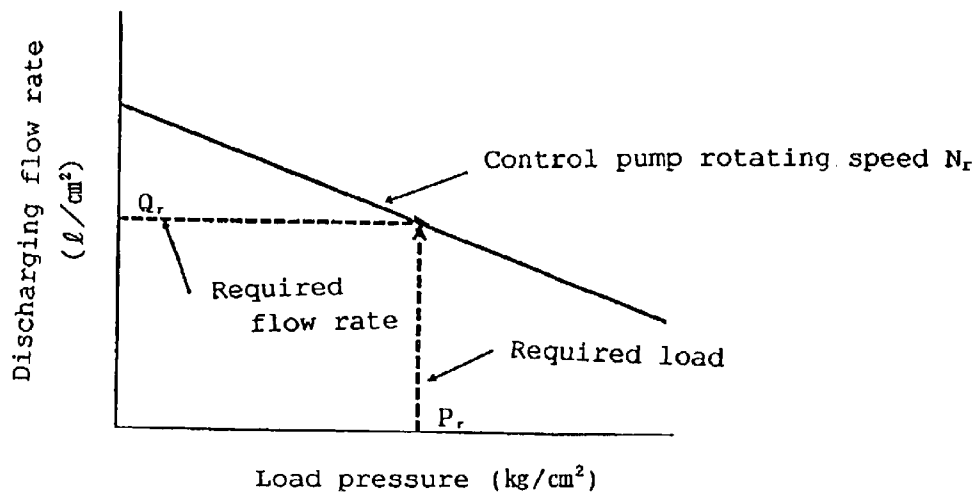 Discharging flow rate
(ℓ/cm²)
Control pump rotating speed Nr
Qr
Required
flow rate
Required load
Pr
Load pressure (kg/cm²)